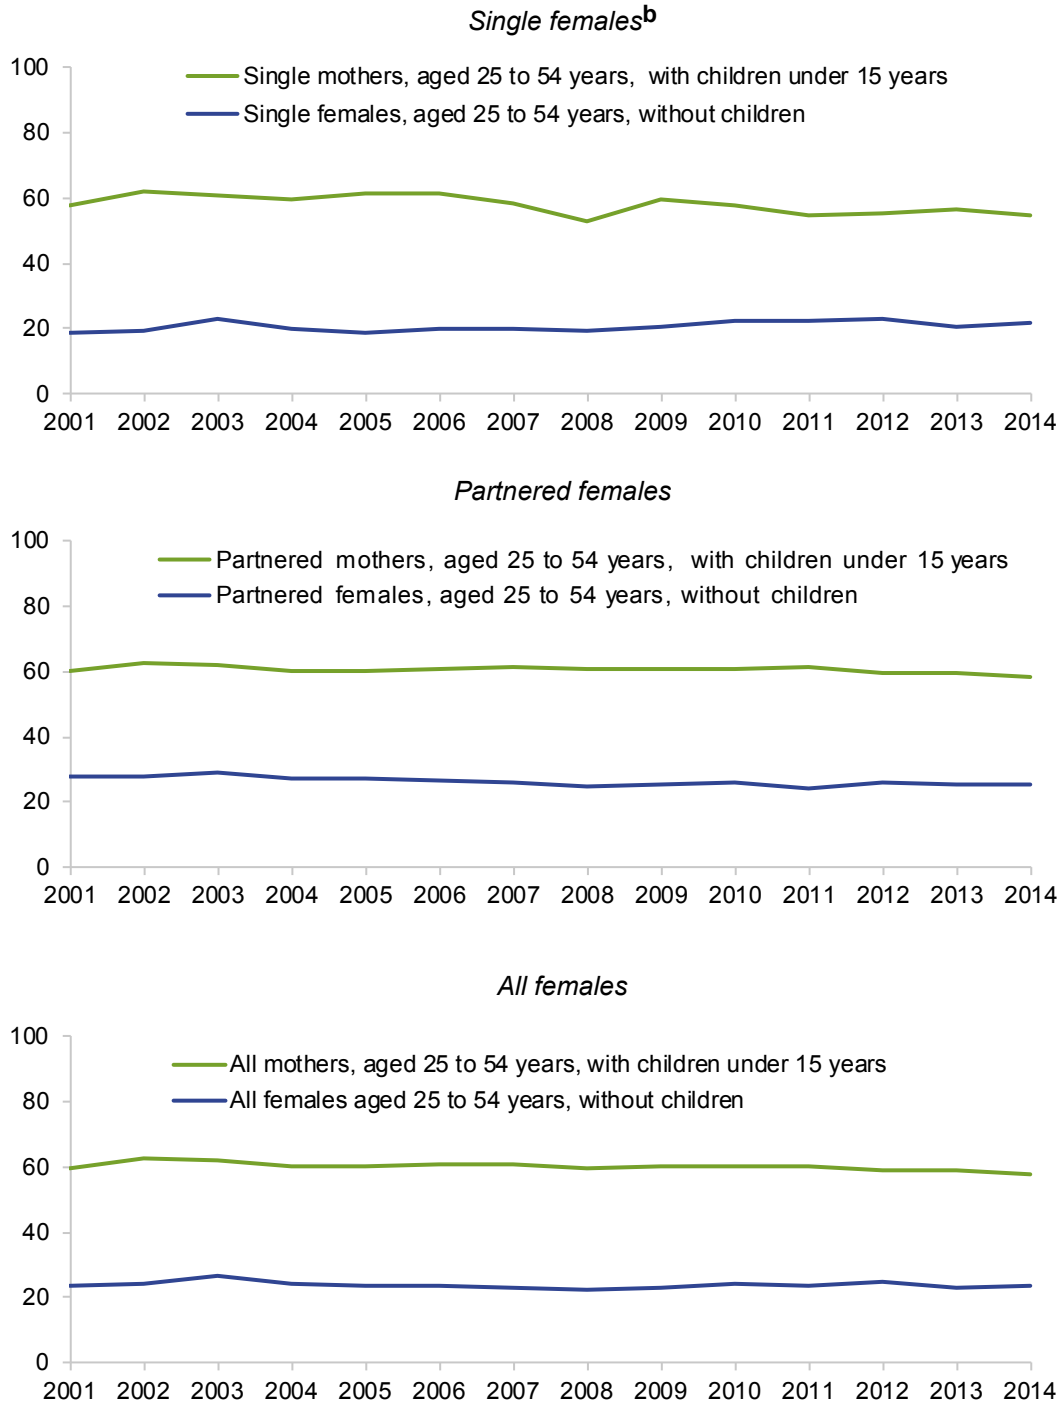 Single females^b
100
Single mothers, aged 25 to 54 years, with children under 15 years
Single females, aged 25 to 54 years, without children
80
60
40
20
0
2001 2002 2003 2004 2005 2006 2007 2008 2009 2010 2011 2012 2013 2014
Partnered females
100
Partnered mothers, aged 25 to 54 years, with children under 15 years
Partnered females, aged 25 to 54 years, without children
80
60
40
20
0
2001 2002 2003 2004 2005 2006 2007 2008 2009 2010 2011 2012 2013 2014
All females
100
All mothers, aged 25 to 54 years, with children under 15 years
All females aged 25 to 54 years, without children
80
60
40
20
0
2001 2002 2003 2004 2005 2006 2007 2008 2009 2010 2011 2012 2013 2014